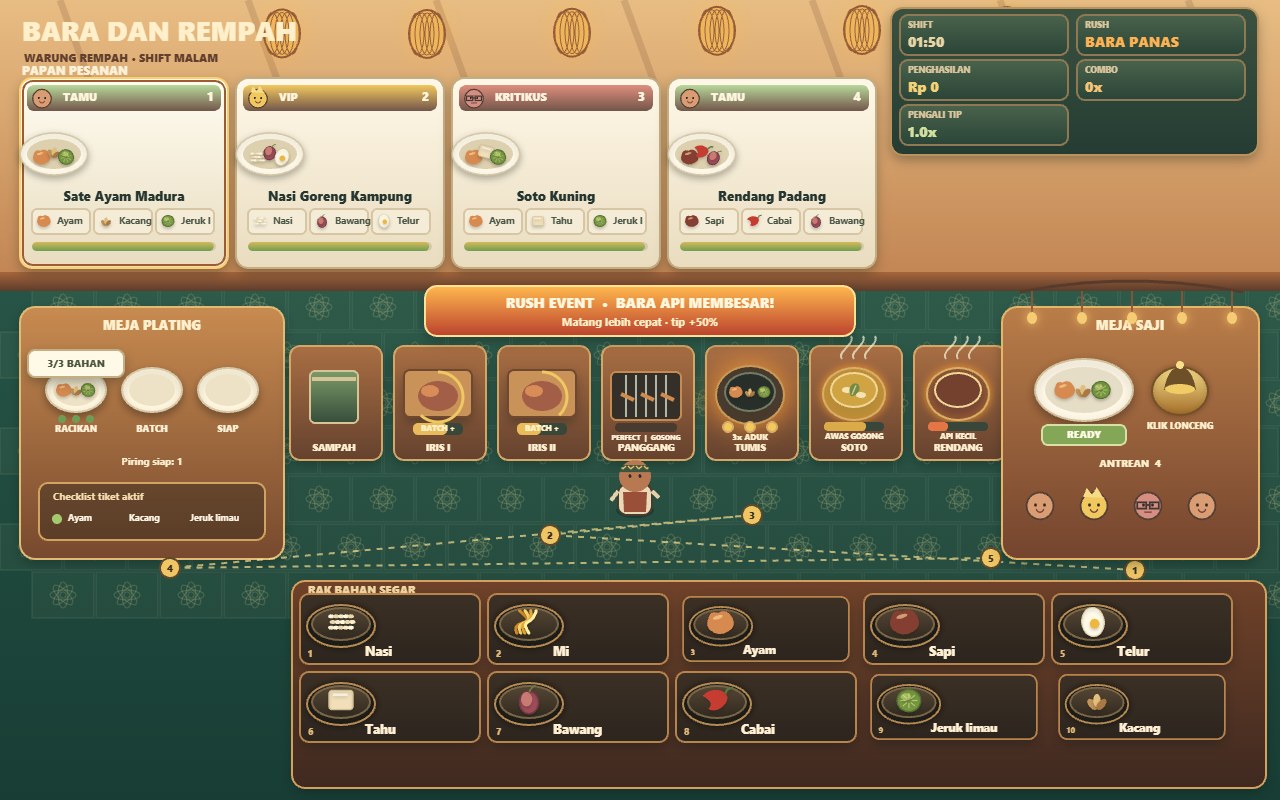 BARA DAN REMPAH
WARUNG REMPAH • SHIFT MALAM
PAPAN PESANAN
SHIFT
01:50
RUSH
BARA PANAS
PENGHASILAN
Rp 0
COMBO
0x
PENGALI TIP
1.0x
TAMU 1
VIP 2
KRITIKUS 3
TAMU 4
Sate Ayam Madura
Nasi Goreng Kampung
Soto Kuning
Rendang Padang
Ayam Kacang Jeruk l
Nasi Bawang Telur
Ayam Tahu Jeruk l
Sapi Cabai Bawang
RUSH EVENT • BARA API MEMBESAR!
Matang lebih cepat · tip +50%
MEJA PLATING
3/3 BAHAN
RACIKAN BATCH SIAP
Piring siap: 1
Checklist tiket aktif
Ayam Kacang Jeruk limau
SAMPAH
BATCH +
IRIS I
BATCH +
IRIS II
PERFECT | GOSONG
PANGGANG
3x ADUK
TUMIS
AWAS GOSONG
SOTO
API KECIL
RENDANG
MEJA SAJI
READY
KLIK LONCENG
ANTREAN 4
3
2
4
5
1
RAK BAHAN SEGAR
1 Nasi
2 Mi
3 Ayam
4 Sapi
5 Telur
6 Tahu
7 Bawang
8 Cabai
9 Jeruk limau
10 Kacang